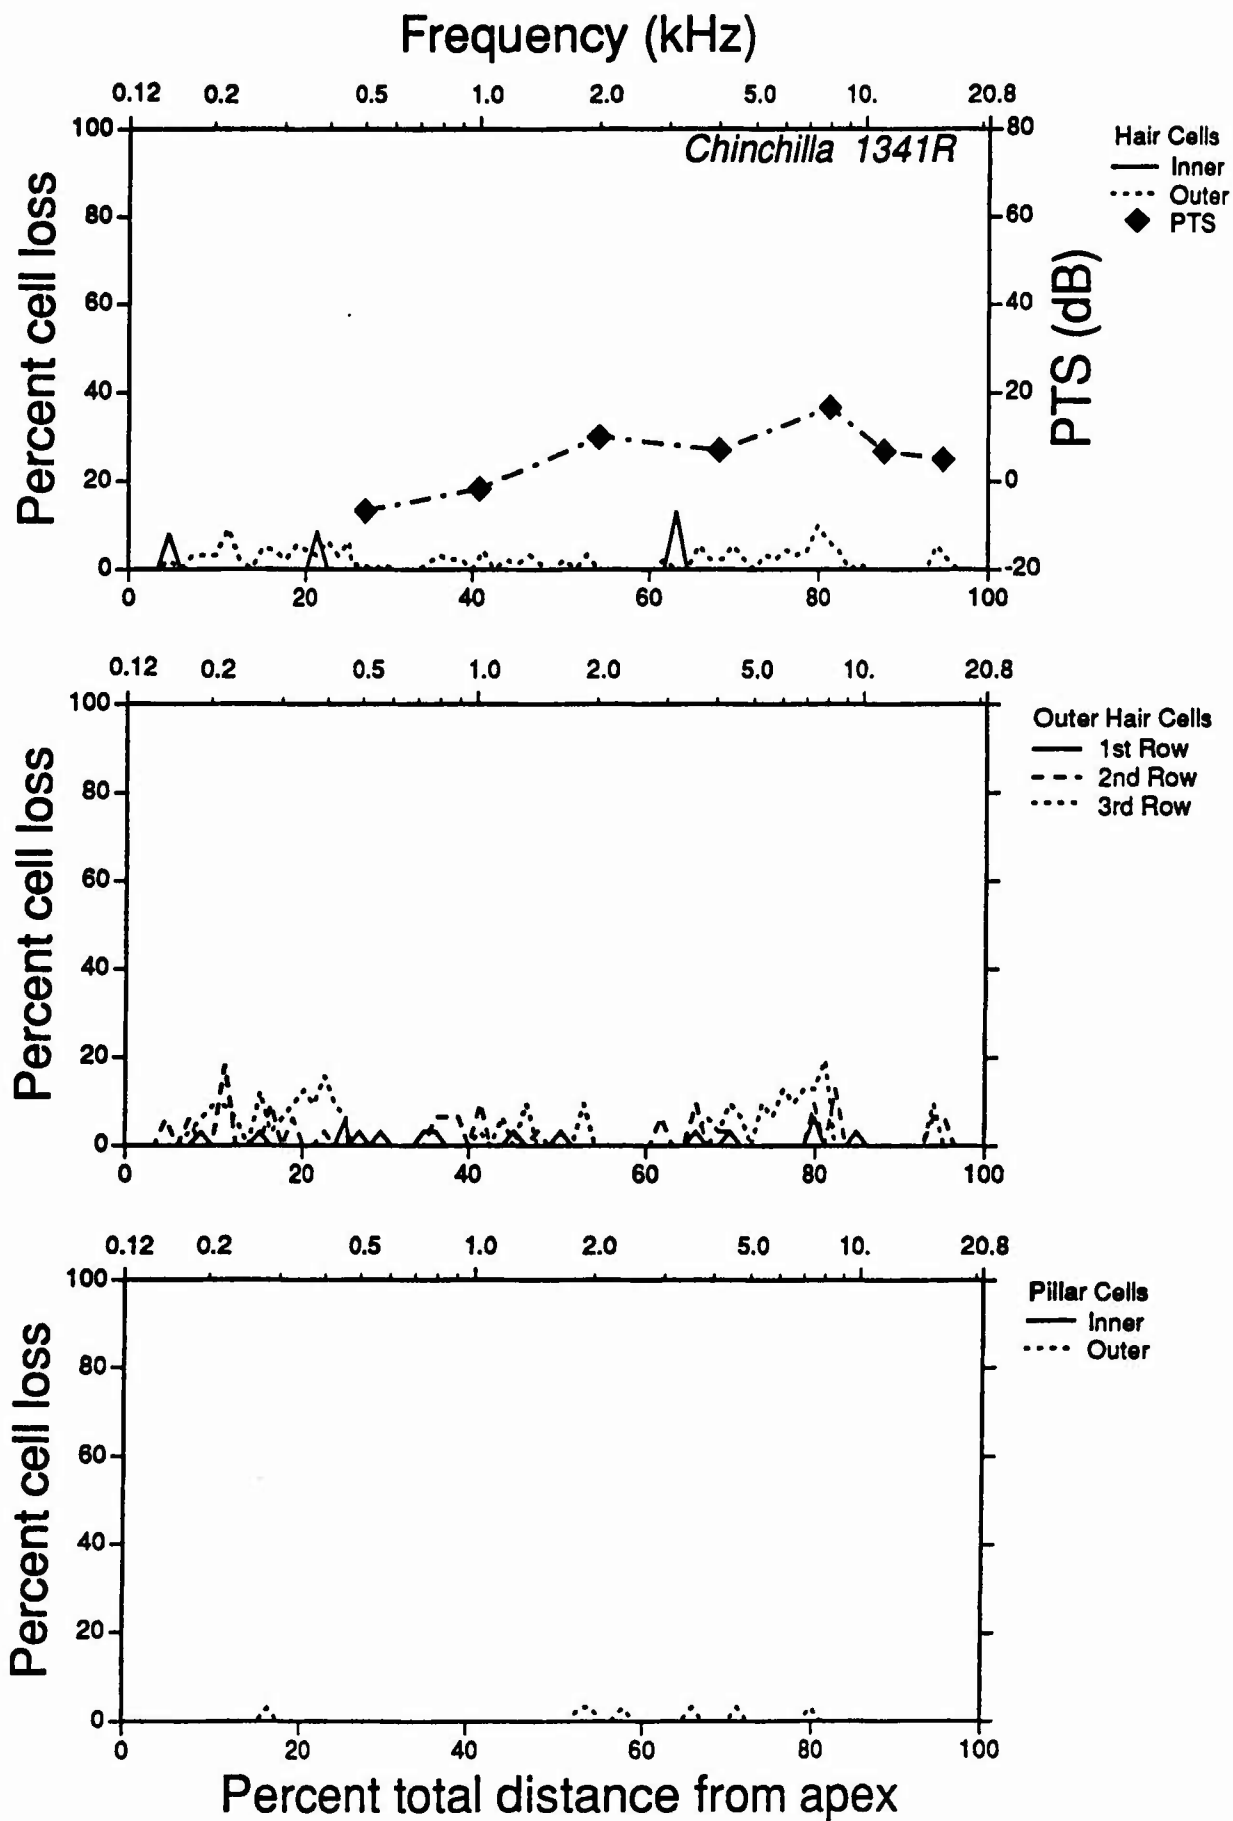 Frequency (kHz)
0.12 0.2 0.5 1.0 2.0 5.0 10. 20.8
Chinchilla 1341R
Percent cell loss
100
80
60
40
20
0
80
60
40
20
0
-20
PTS (dB)
Hair Cells
Inner
Outer
PTS
0 20 40 60 80 100
0.12 0.2 0.5 1.0 2.0 5.0 10. 20.8
Percent cell loss
100
80
60
40
20
0
Outer Hair Cells
1st Row
2nd Row
3rd Row
0 20 40 60 80 100
0.12 0.2 0.5 1.0 2.0 5.0 10. 20.8
Percent cell loss
100
80
60
40
20
0
Pillar Cells
Inner
Outer
0 20 40 60 80 100
Percent total distance from apex